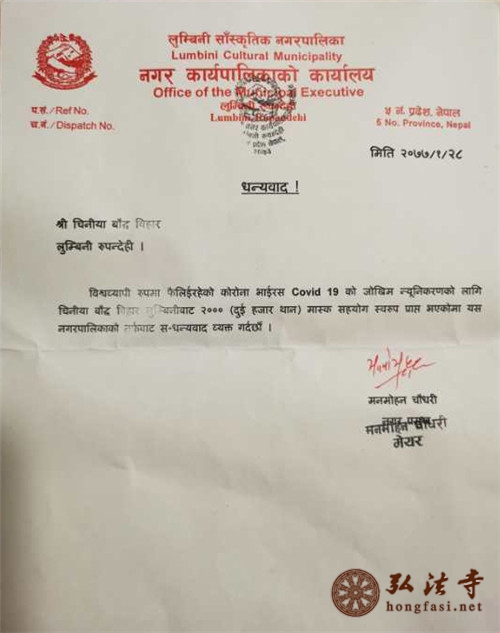 लुम्बिनी साँस्कृतिक नगरपालिका
Lumbini Cultural Municipality
नगर कार्यपालिकाको कार्यालय
Office of the Municipal Executive
लुम्बिनी रुपन्देही
Lumbini Rupandehi
प.सं./Ref No.
च.नं./Dispatch No.
५ नं. प्रदेश, नेपाल
5 No. Province, Nepal
मिति २०७७/१/२८
धन्यवाद !
श्री चिनीया बौद्ध विहार
लुम्बिनी रुपन्देही ।
विश्वव्यापी रुपमा फैलिईरहेको कोरोना भाईरस Covid 19 को जोखिम न्यूनिकरणको लागि
चिनीया बौद्ध विहार लुम्बिनीबाट २००० (दुई हजार थान) मास्क सहयोग स्वरुप प्राप्त भएकोमा यस
नगरपालिकाको तर्फबाट स-धन्यवाद व्यक्त गर्दछौं ।
मनमोहन चौधरी
नगर प्रमुख
मनमोहन चौधरी
मेयर
弘法寺
hongfasi.net